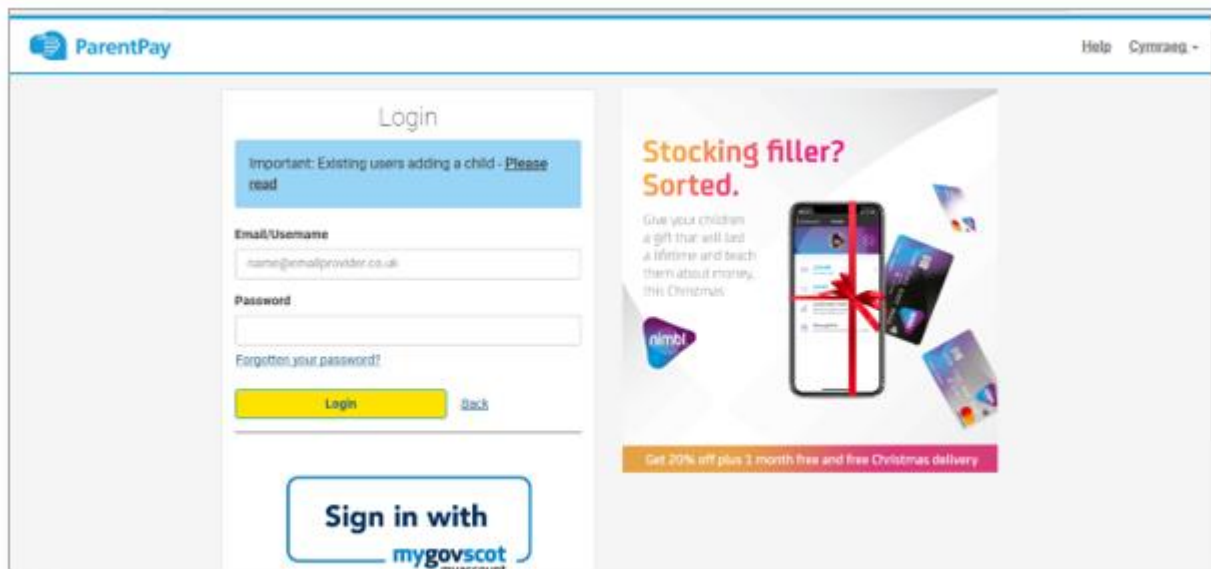 ParentPay
Help Cymraeg
Login
Important: Existing users adding a child - Please
read
Email/Username
name@emailprovider.co.uk
Password
Forgotten your password?
Login Back
Sign in with
mygovscot
myaccount
Stocking filler?
Sorted.
Give your children
a gift that will last
a lifetime and teach
them about money,
this Christmas
nimbl
Get 20% off plus 1 month free and free Christmas delivery